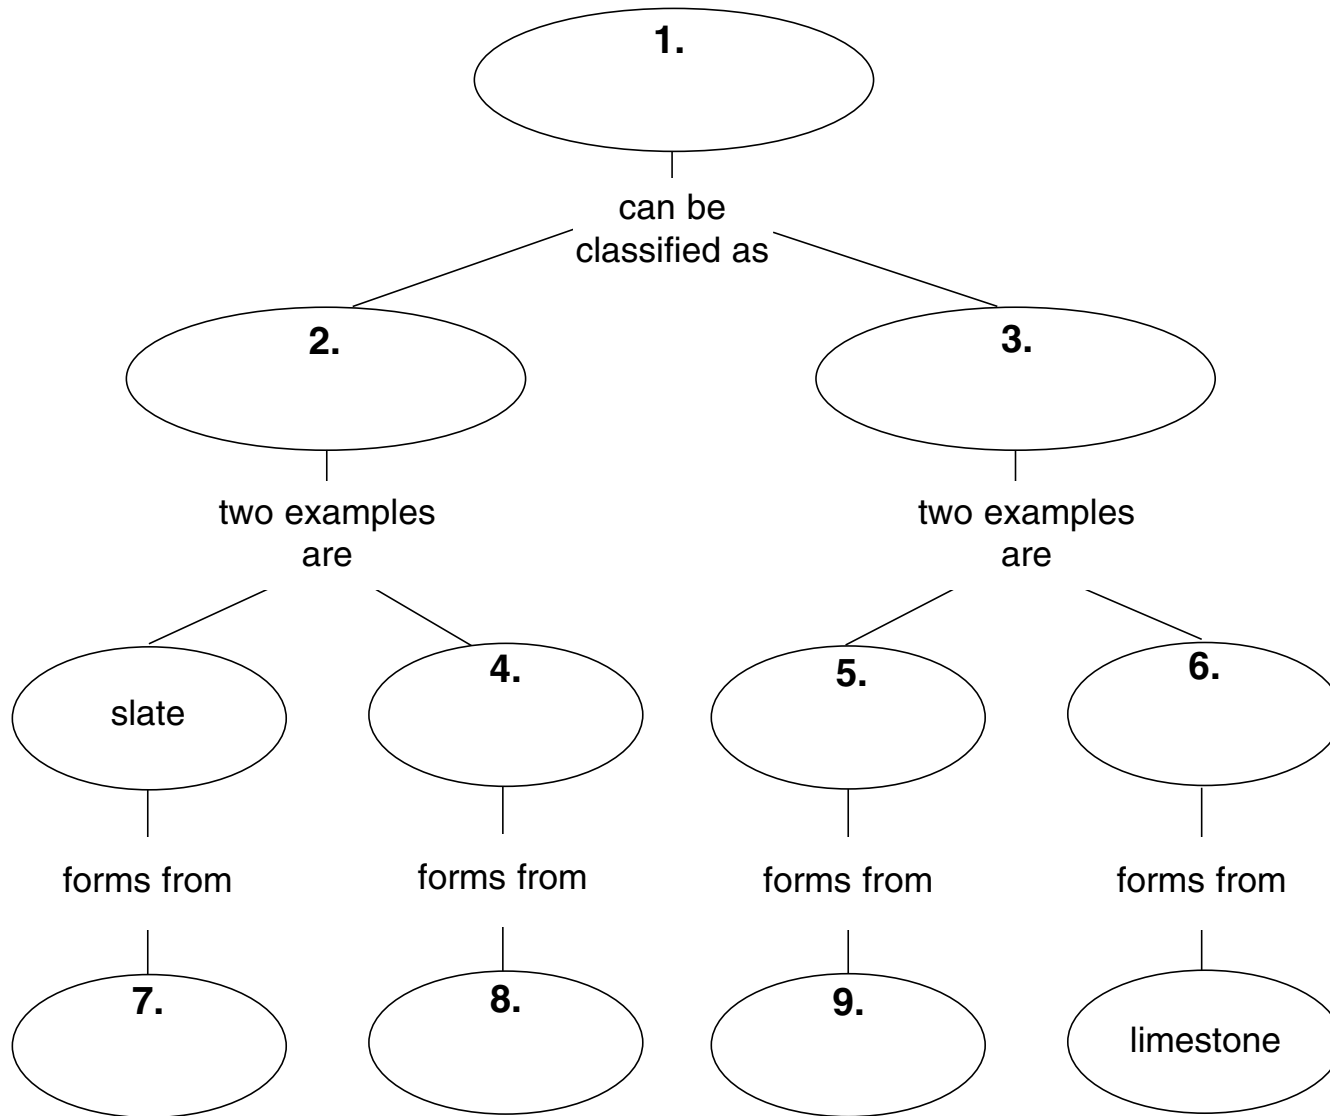 1.
can be
classified as
2.
3.
two examples
are
two examples
are
slate
4.
5.
6.
forms from
forms from
forms from
forms from
7.
8.
9.
limestone